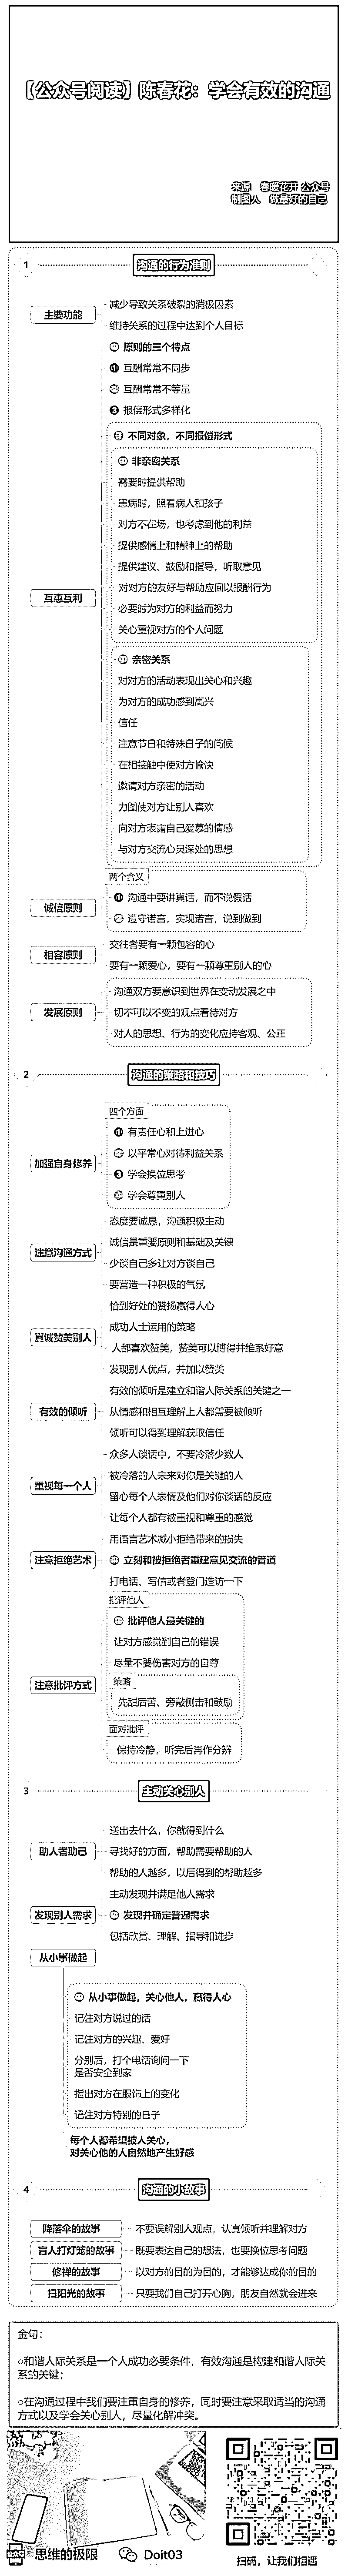 【公众号阅读】陈春花：学会有效的沟通
来源 春暖花开 公众号
制图人 做最好的自己
1
沟通的行为准则
主要功能
减少导致关系破裂的消极因素
维持关系的过程中达到个人目标
互惠互利
原则的三个特点
1 互酬常常不同步
2 互酬常常不等量
3 报偿形式多样化
不同对象，不同报偿形式
非亲密关系
需要时提供帮助
患病时，照看病人和孩子
对方不在场，也考虑到他的利益
提供感情上和精神上的帮助
提供建议、鼓励和指导，听取意见
对对方的友好与帮助应回以报酬行为
必要时为对方的利益而努力
关心重视对方的个人问题
亲密关系
对对方的活动表现出关心和兴趣
为对方的成功感到高兴
信任
注意节日和特殊日子的问候
在相接触中使对方愉快
邀请对方亲密的活动
力图使对方让别人喜欢
向对方表露自己爱慕的情感
与对方交流心灵深处的思想
诚信原则
两个含义
1 沟通中要讲真话，而不说假话
2 遵守诺言，实现诺言，说到做到
相容原则
交往者要有一颗包容的心
要有一颗爱心，要有一颗尊重别人的心
发展原则
沟通双方要意识到世界在变动发展之中
切不可以不变的观点看待对方
对人的思想、行为的变化应持客观、公正
2
沟通的策略和技巧
加强自身修养
四个方面
1 有责任心和上进心
2 以平常心对待利益关系
3 学会换位思考
4 学会尊重别人
注意沟通方式
态度要诚恳，沟通积极主动
诚信是重要原则和基础及关键
少谈自己多让对方谈自己
要营造一种积极的气氛
真诚赞美别人
恰到好处的赞扬赢得人心
成功人士运用的策略
人都喜欢赞美，赞美可以博得并维系好意
发现别人优点，并加以赞美
有效的倾听
有效的倾听是建立和谐人际关系的关键之一
从情感和相互理解上人都需要被倾听
倾听可以得到理解获取信任
重视每一个人
众多人谈话中，不要冷落少数人
被冷落的人未来对你是关键的人
留心每个人表情及他们对你谈话的反应
让每个人都有被重视和尊重的感觉
注意拒绝艺术
用语言艺术减小拒绝带来的损失
立刻和被拒绝者重建意见交流的管道
打电话、写信或者登门造访一下
注意批评方式
批评他人
批评他人最关键的
让对方感觉到自己的错误
尽量不要伤害对方的自尊
策略
先甜后苦、旁敲侧击和鼓励
面对批评
保持冷静，听完后再作分辨
3
主动关心别人
助人者助己
送出去什么，你就得到什么
寻找好的方面，帮助需要帮助的人
帮助的人越多，以后得到的帮助越多
发现别人需求
主动发现并满足他人需求
发现并确定普遍需求
包括欣赏、理解、指导和进步
从小事做起
从小事做起，关心他人，赢得人心
记住对方说过的话
记住对方的兴趣、爱好
分别后，打个电话询问一下
是否安全到家
指出对方在服饰上的变化
记住对方特别的日子
每个人都希望被人关心，
对关心他的人自然地产生好感
4
沟通的小故事
降落伞的故事
不要误解别人观点，认真倾听并理解对方
盲人打灯笼的故事
既要表达自己的想法，也要换位思考问题
修禅的故事
以对方的目的为目的，才能够达成你的目的
扫阳光的故事
只要我们自己打开心胸，朋友自然就会进来
金句：
○和谐人际关系是一个人成功必要条件，有效沟通是构建和谐人际关
系的关键；
○在沟通过程中我们要注重自身的修养，同时要注意采取适当的沟通
方式以及学会关心别人，尽量化解冲突。
思维的极限
Doit03
扫码，让我们相遇